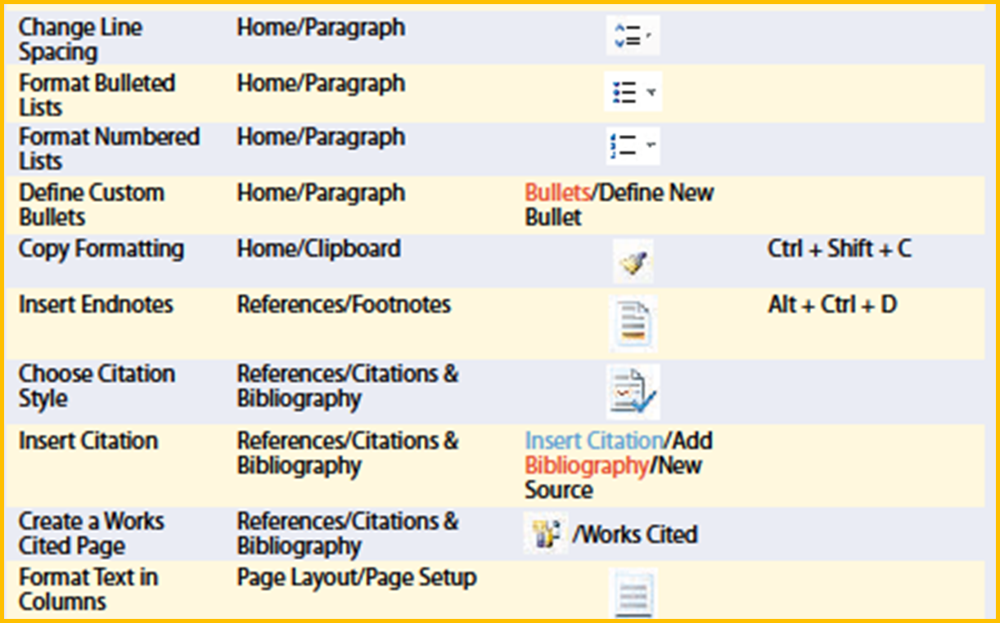 Change Line Home/Paragraph
Spacing
Format Bulleted Home/Paragraph
Lists
Format Numbered Home/Paragraph
Lists
Define Custom Home/Paragraph Bullets/Define New
Bullets Bullet
Copy Formatting Home/Clipboard Ctrl + Shift + C
Insert Endnotes References/Footnotes Alt + Ctrl + D
Choose Citation References/Citations &
Style Bibliography
Insert Citation References/Citations & Insert Citation/Add
Bibliography Bibliography/New
Source
Create a Works References/Citations & /Works Cited
Cited Page Bibliography
Format Text in Page Layout/Page Setup
Columns